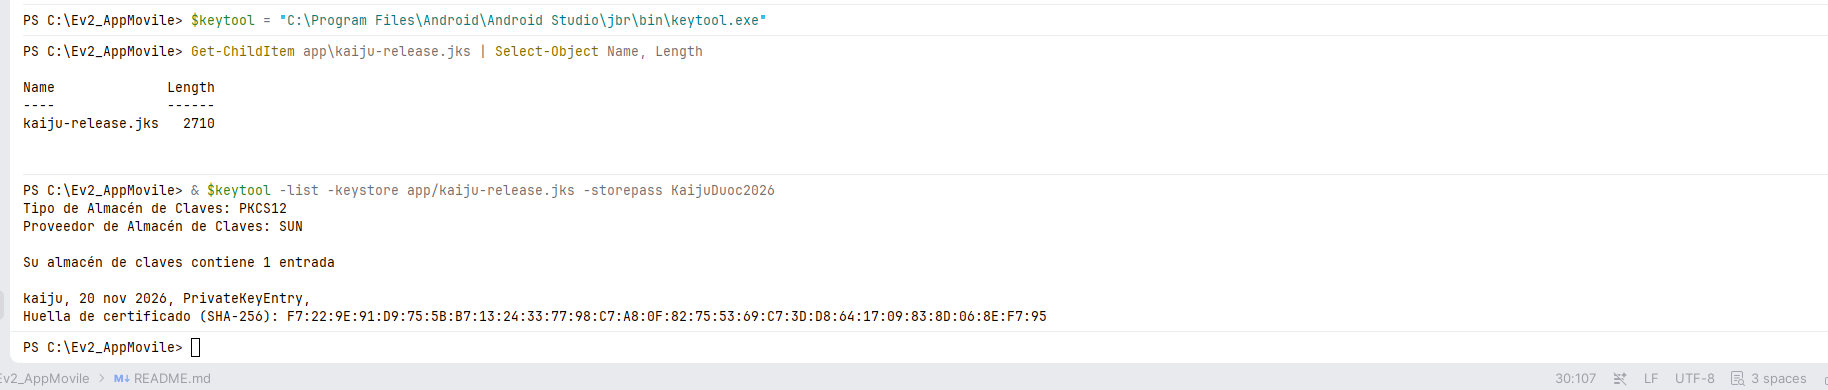 PS C:\Ev2_AppMovile> $keytool = "C:\Program Files\Android\Android Studio\jbr\bin\keytool.exe"
PS C:\Ev2_AppMovile> Get-ChildItem app\kaiju-release.jks | Select-Object Name, Length
Name Length
---- ------
kaiju-release.jks 2710
PS C:\Ev2_AppMovile> & $keytool -list -keystore app/kaiju-release.jks -storepass KaijuDuoc2026
Tipo de Almacén de Claves: PKCS12
Proveedor de Almacén de Claves: SUN
Su almacén de claves contiene 1 entrada
kaiju, 20 nov 2026, PrivateKeyEntry,
Huella de certificado (SHA-256): F7:22:9E:91:D9:75:5B:B7:13:24:33:77:98:C7:A8:0F:82:75:53:69:C7:3D:D8:64:17:09:83:8D:06:8E:F7:95
PS C:\Ev2_AppMovile>
Ev2_AppMovile > M↓ README.md 30:107 LF UTF-8 3 spaces